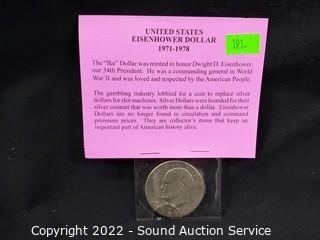 UNITED STATES
EISENHOWER DOLLAR
1971-1978
191.
The "Ike" Dollar was minted to honor Dwight D. Eisenhower,
our 34th President. He was a commanding general in World
War II and was loved and respected by the American People.
The gambling industry lobbied for a coin to replace silver
dollars for slot machines. Silver Dollars were hoarded for their
silver content that was worth more than a dollar. Eisenhower
Dollars are no longer found in circulation and command
premium prices. They are collector's items that keep an
important part of American history alive.
Copyright 2022 - Sound Auction Service